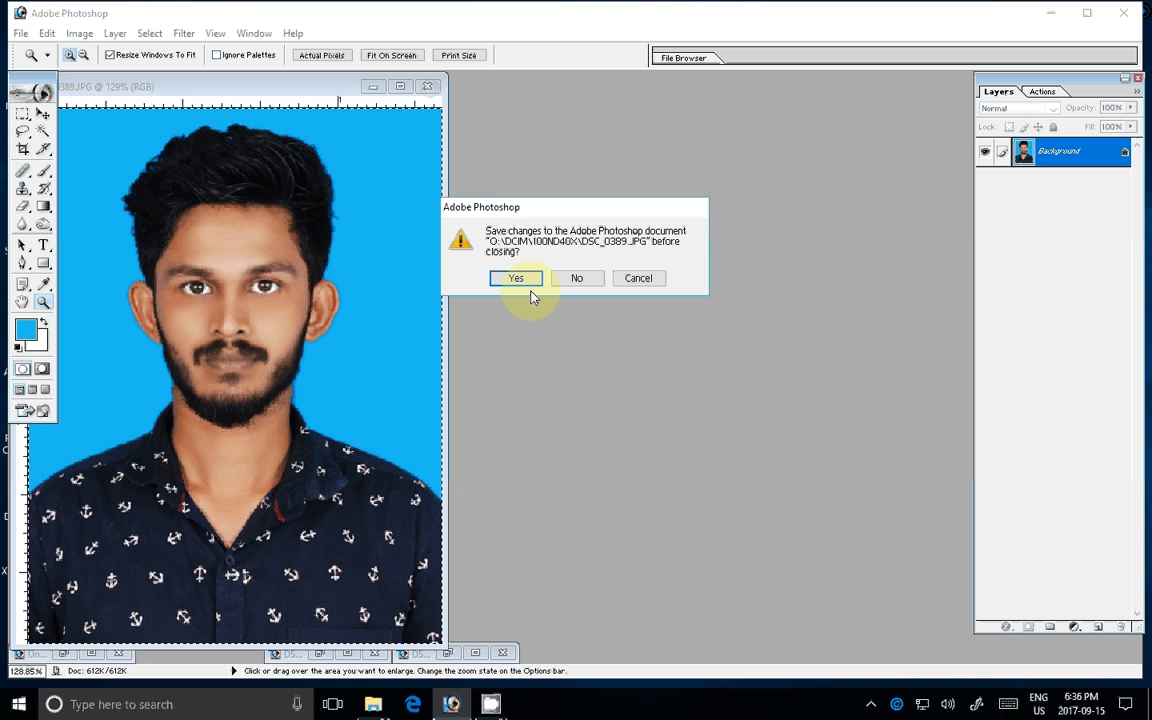 Adobe Photoshop
File Edit Image Layer Select Filter View Window Help
Resize Windows To Fit Ignore Palettes Actual Pixels Fit On Screen Print Size File Browser
389.JPG @ 129% (RGB)
Layers Actions
Normal Opacity: 100%
Lock: Fill: 100%
Background
Adobe Photoshop
Save changes to the Adobe Photoshop document
"O:\DCIM\100ND40X\DSC_0389.JPG" before
closing?
Yes No Cancel
T
Un... DS... DS...
128.85% Doc: 612K/612K Click or drag over the area you want to enlarge. Change the zoom state on the Options bar.
Type here to search
ENG
US
6:36 PM
2017-09-15